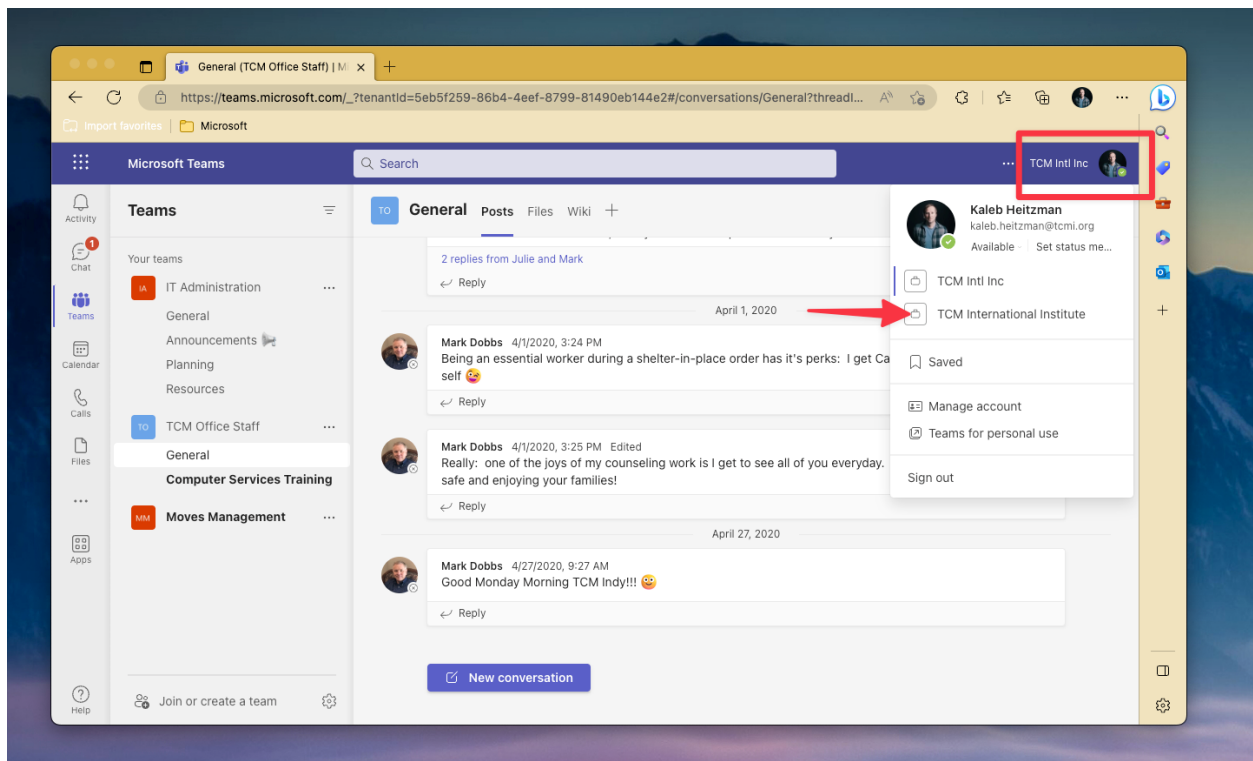 General (TCM Office Staff) | Mi
https://teams.microsoft.com/_?tenantId=5eb5f259-86b4-4eef-8799-81490eb144e2#/conversations/General?threadI...
Import favorites
Microsoft
Microsoft Teams
Search
TCM Intl Inc
Activity
Chat
1
Teams
Calendar
Calls
Files
Apps
Help
Teams
Your teams
IA
IT Administration
General
Announcements
Planning
Resources
TO
TCM Office Staff
General
Computer Services Training
MM
Moves Management
Join or create a team
TO
General Posts Files Wiki
2 replies from Julie and Mark
Reply
April 1, 2020
Mark Dobbs 4/1/2020, 3:24 PM
Being an essential worker during a shelter-in-place order has it's perks: I get Ca
self
Reply
Mark Dobbs 4/1/2020, 3:25 PM Edited
Really: one of the joys of my counseling work is I get to see all of you everyday.
safe and enjoying your families!
Reply
April 27, 2020
Mark Dobbs 4/27/2020, 9:27 AM
Good Monday Morning TCM Indy!!!
Reply
New conversation
Kaleb Heitzman
kaleb.heitzman@tcmi.org
Available Set status me...
TCM Intl Inc
TCM International Institute
Saved
Manage account
Teams for personal use
Sign out